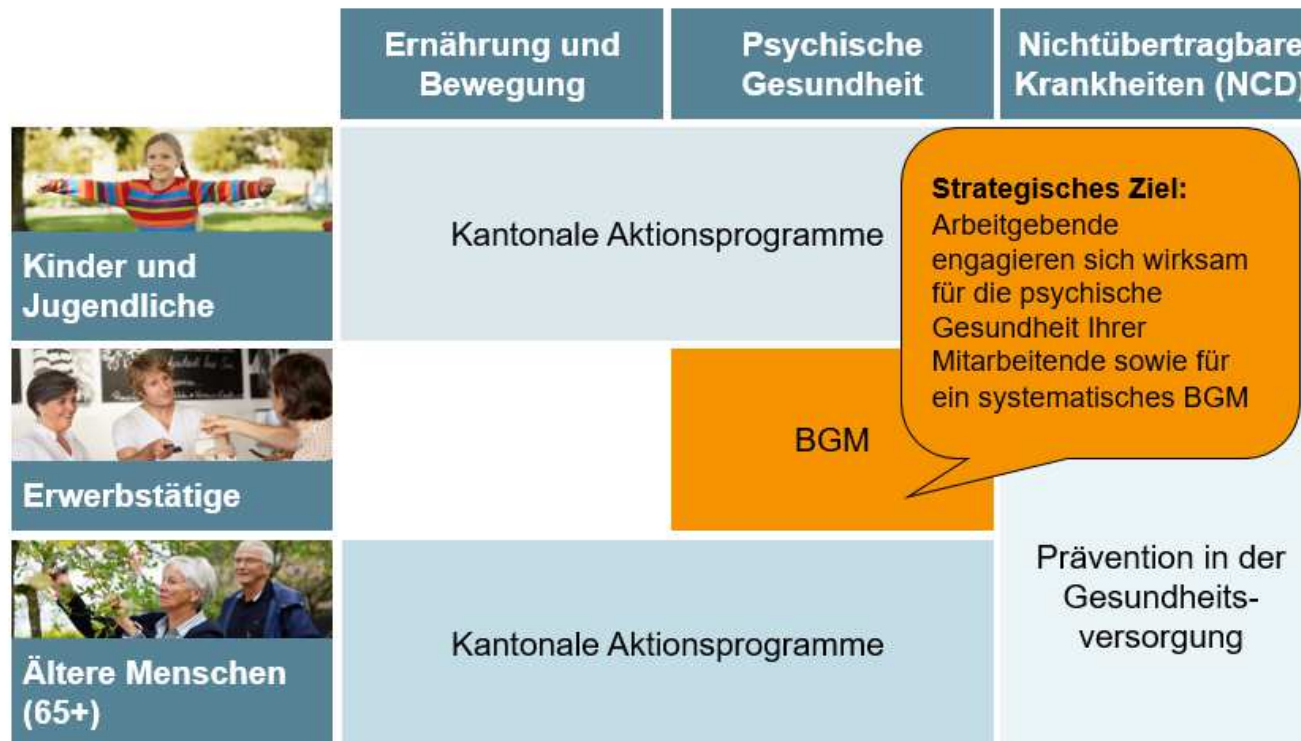 Ernährung und
Bewegung
Psychische
Gesundheit
Nichtübertragbare
Krankheiten (NCD)
Kinder und
Jugendliche
Kantonale Aktionsprogramme
Strategisches Ziel:
Arbeitgebende
engagieren sich wirksam
für die psychische
Gesundheit Ihrer
Mitarbeitende sowie für
ein systematisches BGM
Erwerbstätige
BGM
Ältere Menschen
(65+)
Kantonale Aktionsprogramme
Prävention in der
Gesundheits-
versorgung